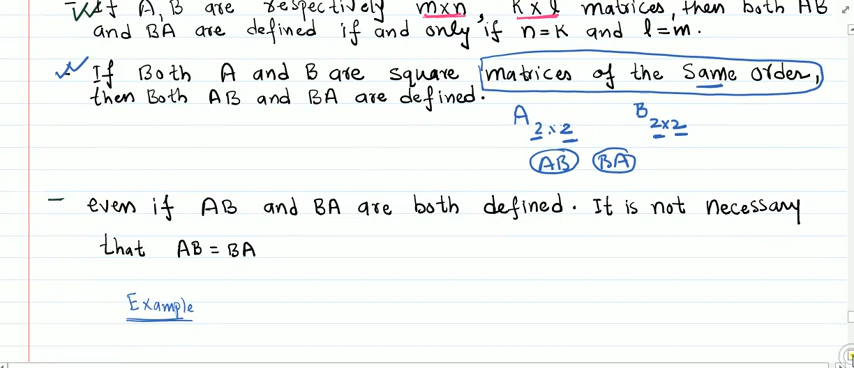 If A, B are respectively m×n, k×l matrices, then both AB
and BA are defined if and only if n=k and l=m.
If Both A and B are square matrices of the same order,
then Both AB and BA are defined.
A 2×2 B 2×2
AB BA
- even if AB and BA are both defined. It is not necessary
that AB = BA
Example